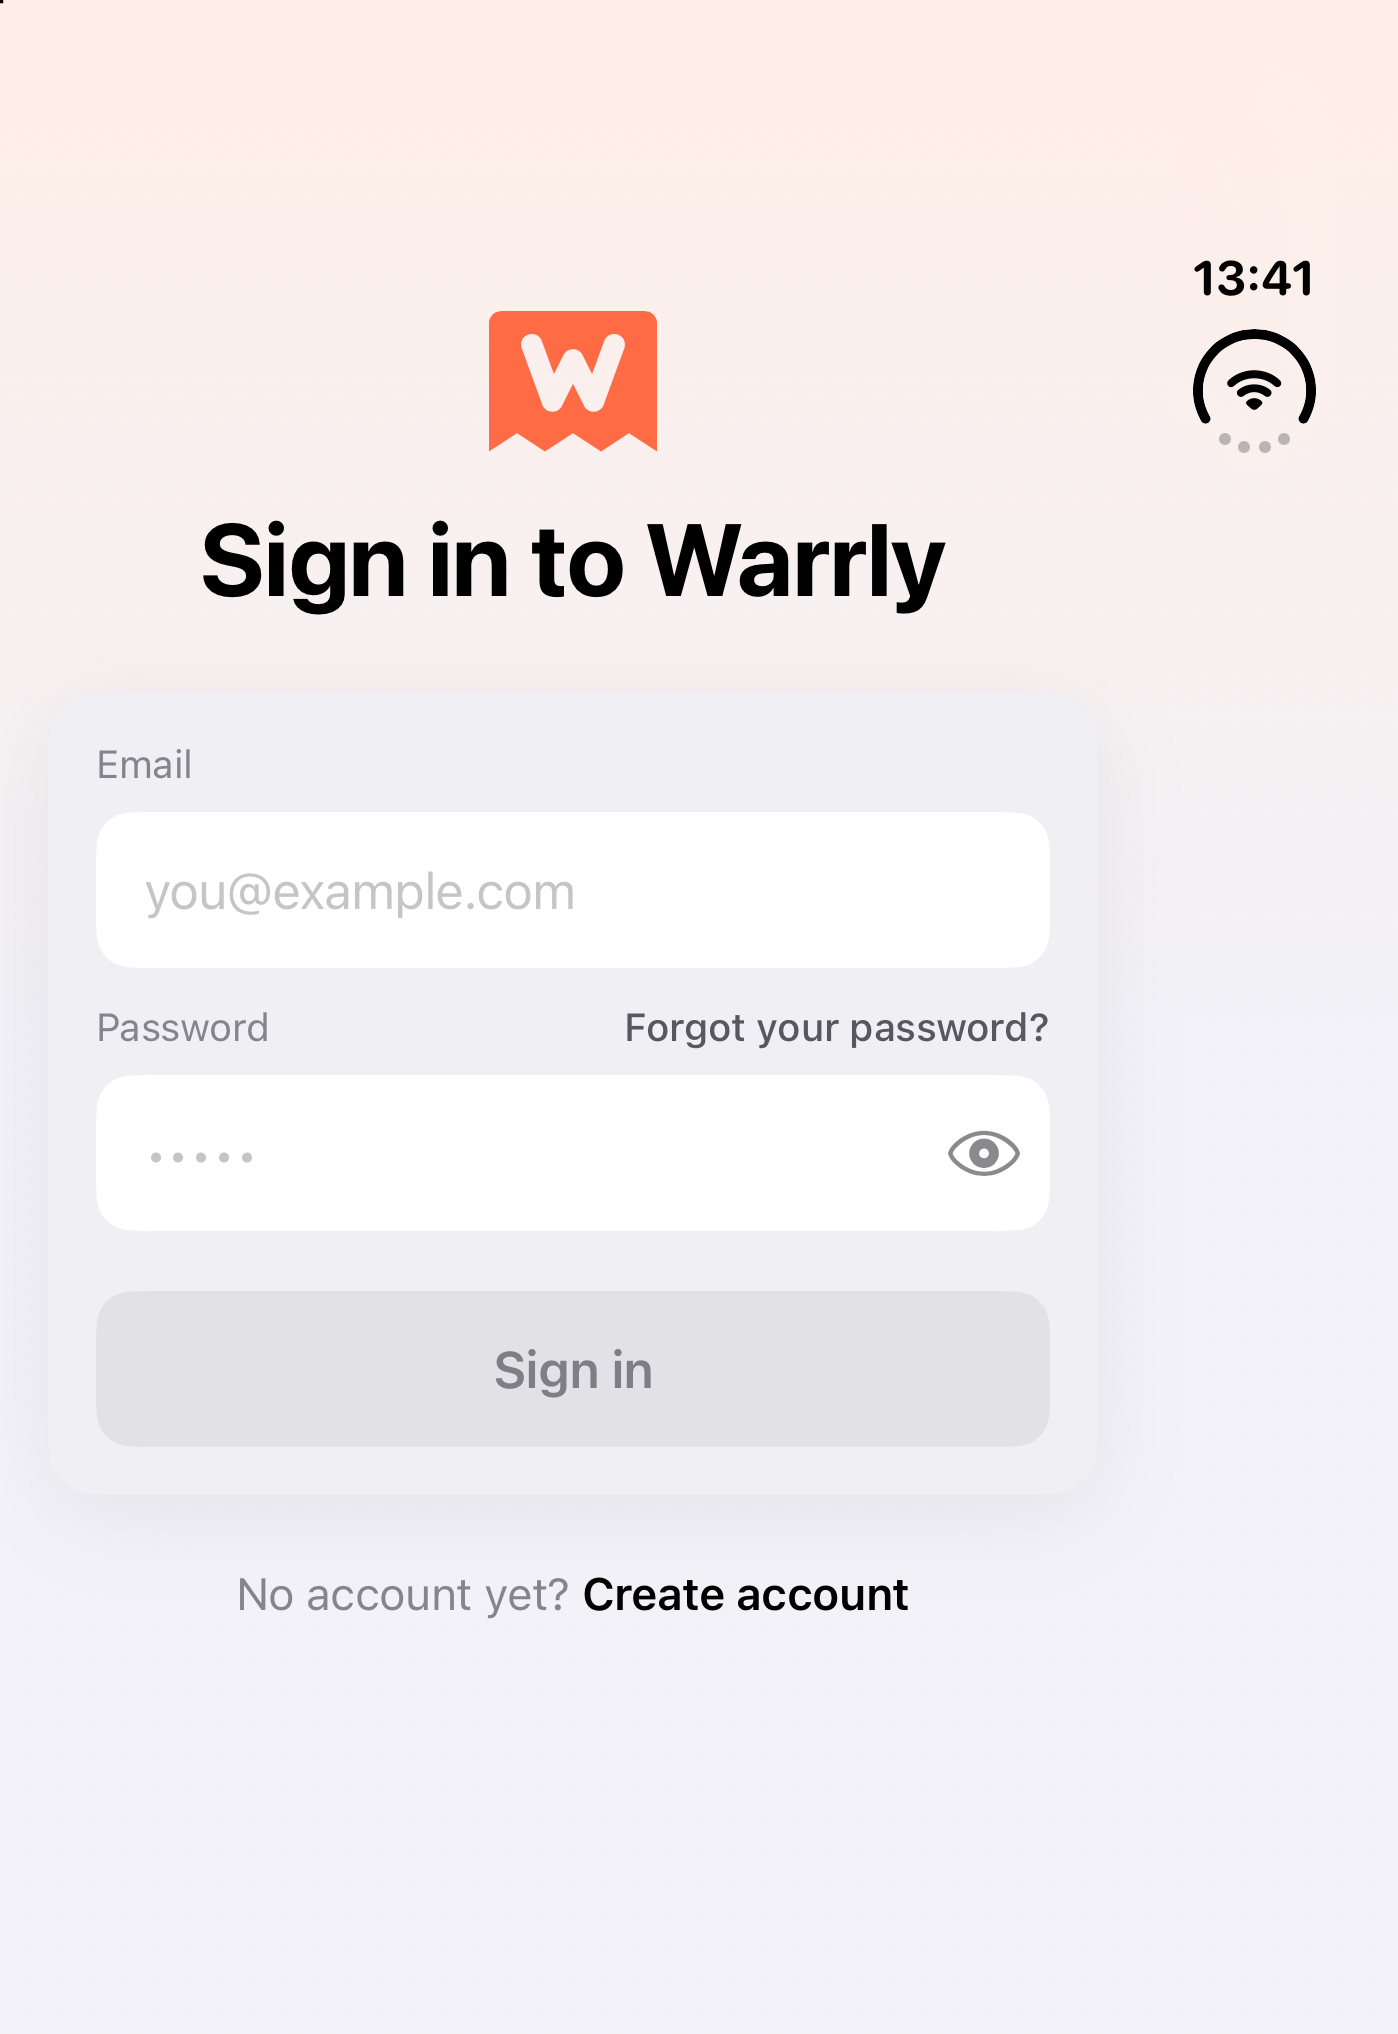 13:41
W
Sign in to Warrly
Email
you@example.com
Password Forgot your password?
•••••
Sign in
No account yet? Create account